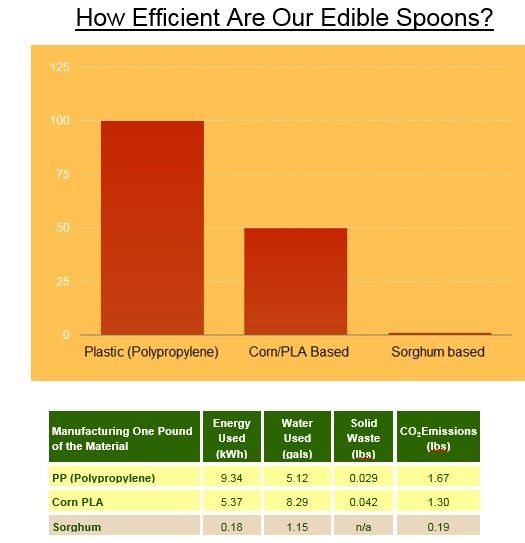 How Efficient Are Our Edible Spoons?
125
100
75
50
25
0
Plastic (Polypropylene) Corn/PLA Based Sorghum based
Manufacturing One Pound of the Material Energy Used (kWh) Water Used (gals) Solid Waste (lbs) CO₂Emissions (lbs)
PP (Polypropylene) 9.34 5.12 0.029 1.67
Corn PLA 5.37 8.29 0.042 1.30
Sorghum 0.18 1.15 n/a 0.19